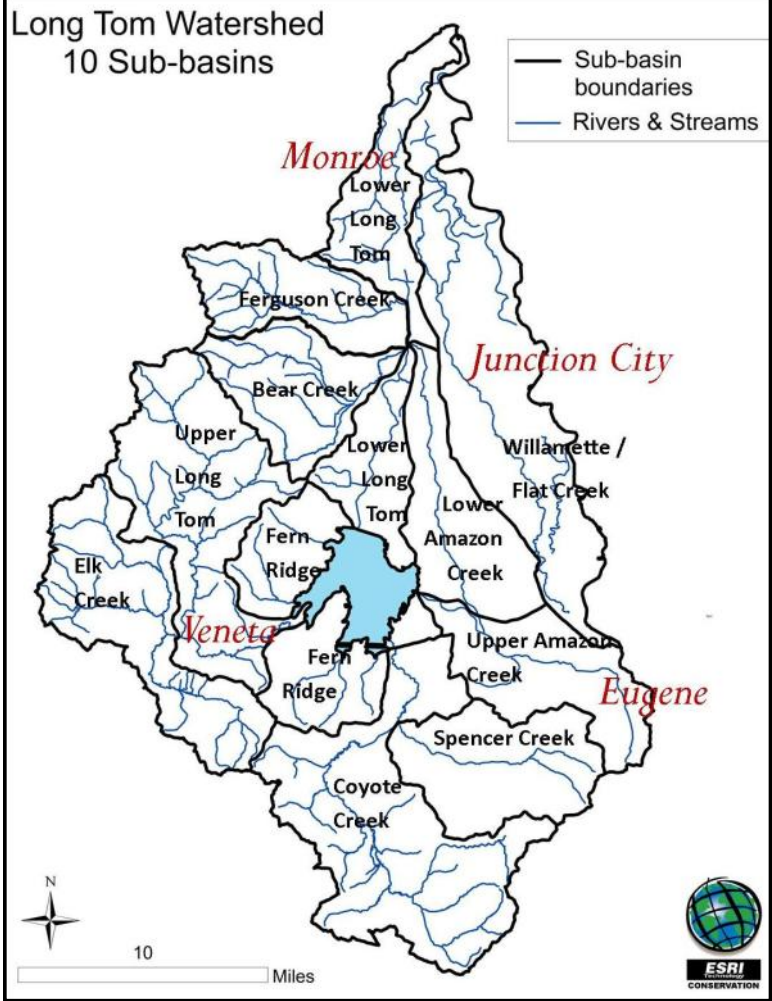 Long Tom Watershed
10 Sub-basins
Sub-basin
boundaries
Rivers & Streams
Monroe
Lower
Long
Tom
Ferguson Creek
Junction City
Bear Creek
Upper
Long
Tom
Lower
Long
Tom
Willamette /
Flat Creek
Lower
Amazon
Creek
Fern
Ridge
Elk
Creek
Veneta
Fern
Ridge
Upper Amazon
Creek
Eugene
Spencer Creek
Coyote
Creek
N
10
Miles
ESRI
Technology
CONSERVATION